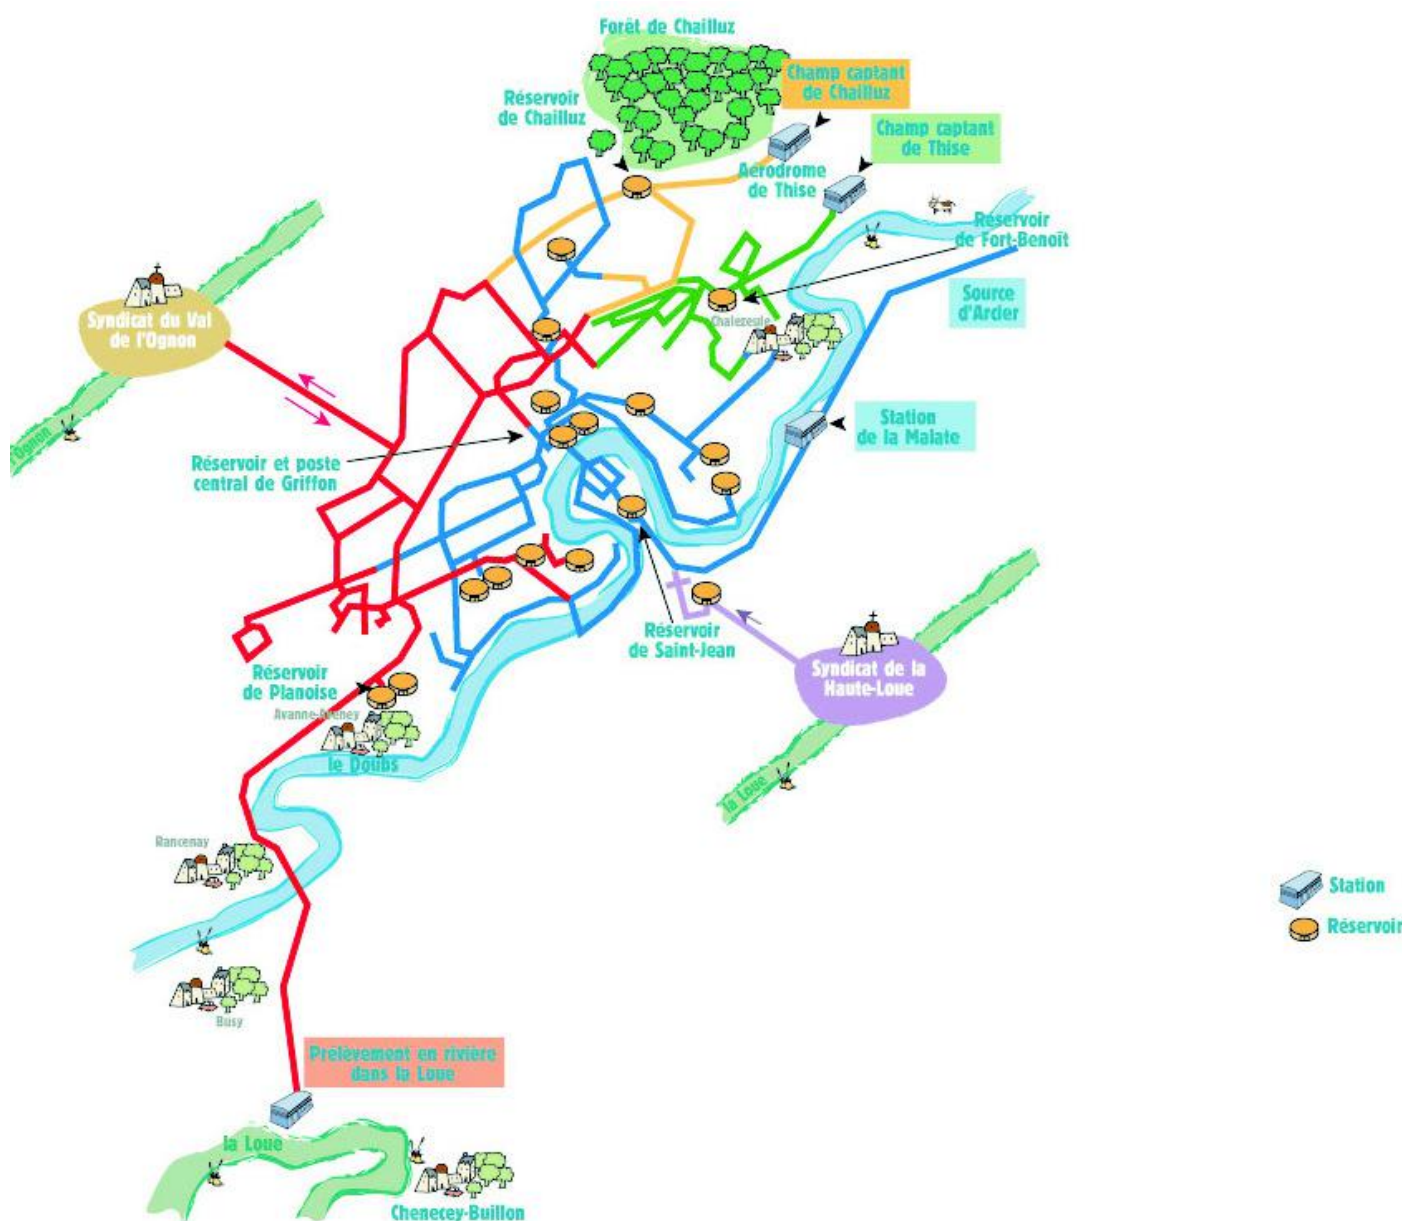 Forêt de Chailluz
Champ captant
de Chailluz
Réservoir
de Chailluz
Champ captant
de Thise
Aérodrome
de Thise
Réservoir
de Fort-Benoît
Source
d'Arcier
Chalezeule
Syndicat du Val
de l'Ognon
Ognon
Station
de la Malate
Réservoir et poste
central de Griffon
Réservoir
de Saint-Jean
Syndicat de la
Haute-Loue
Réservoir
de Planoise
Avanne-Aveney
le Doubs
la Loue
Rancenay
Station
Réservoir
Busy
Prélèvement en rivière
dans la Loue
la Loue
Chenecey-Buillon